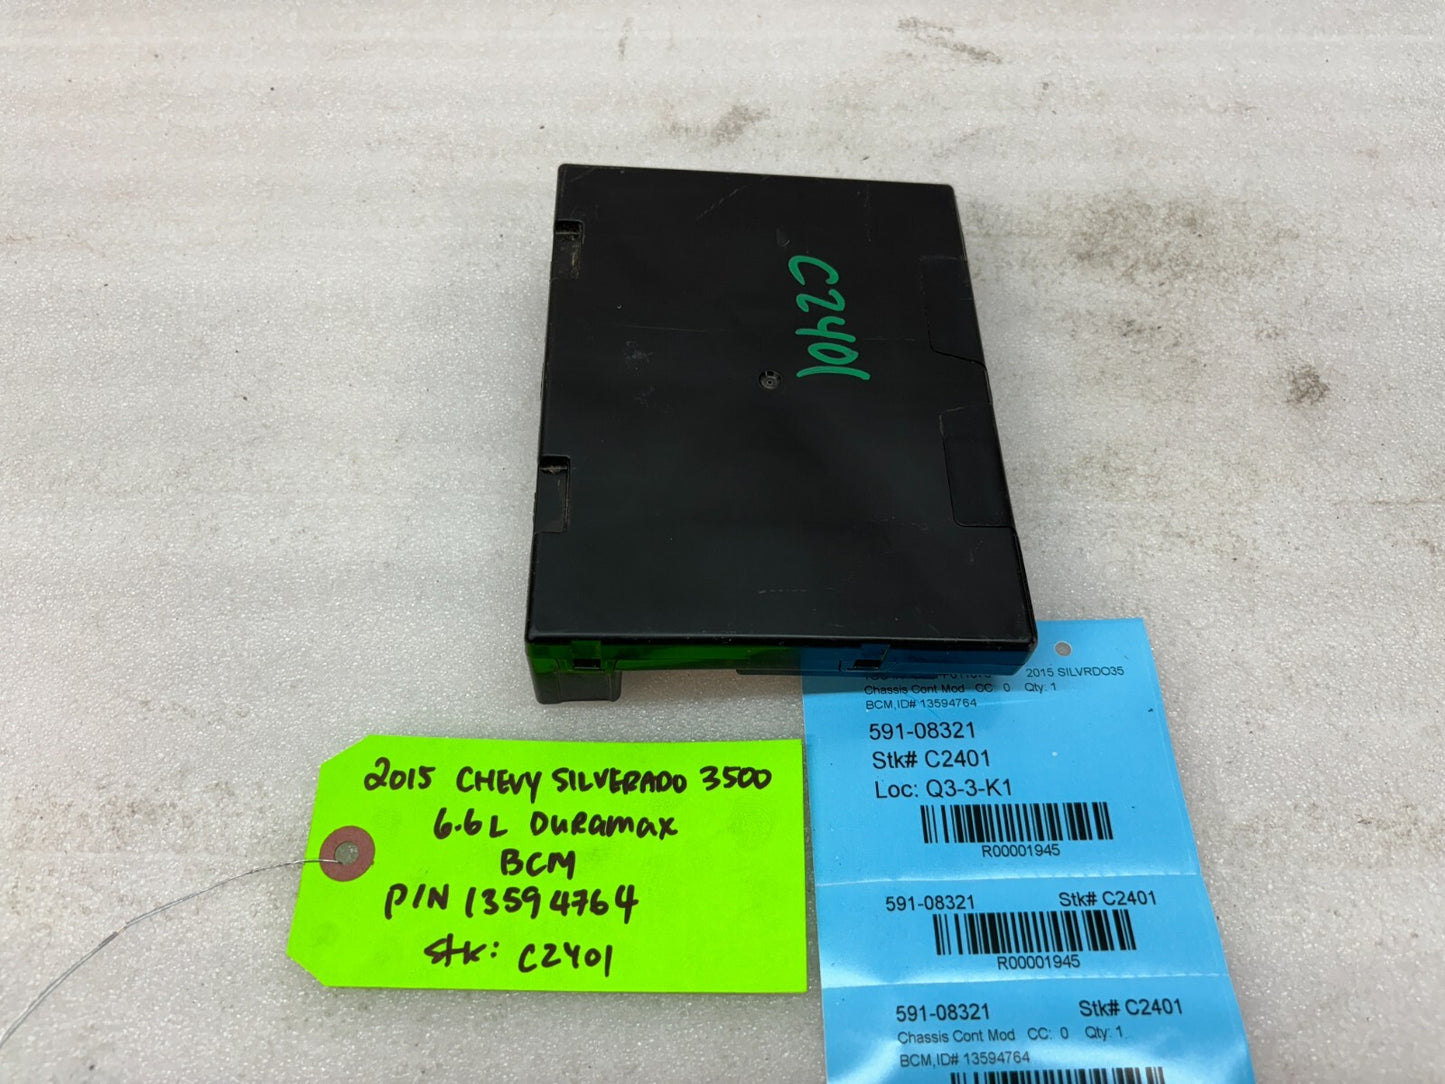 C2401
2015 CHEVY SILVERADO 3500
6.6L DURAMAX
BCM
P/N 13594764
Stk: C2401
2015 SILVRDO35
Chassis Cont Mod CC: 0 Qty: 1
BCM,ID# 13594764
591-08321
Stk# C2401
Loc: Q3-3-K1
R00001945
591-08321 Stk# C2401
R00001945
591-08321 Stk# C2401
Chassis Cont Mod CC: 0 Qty: 1
BCM,ID# 13594764